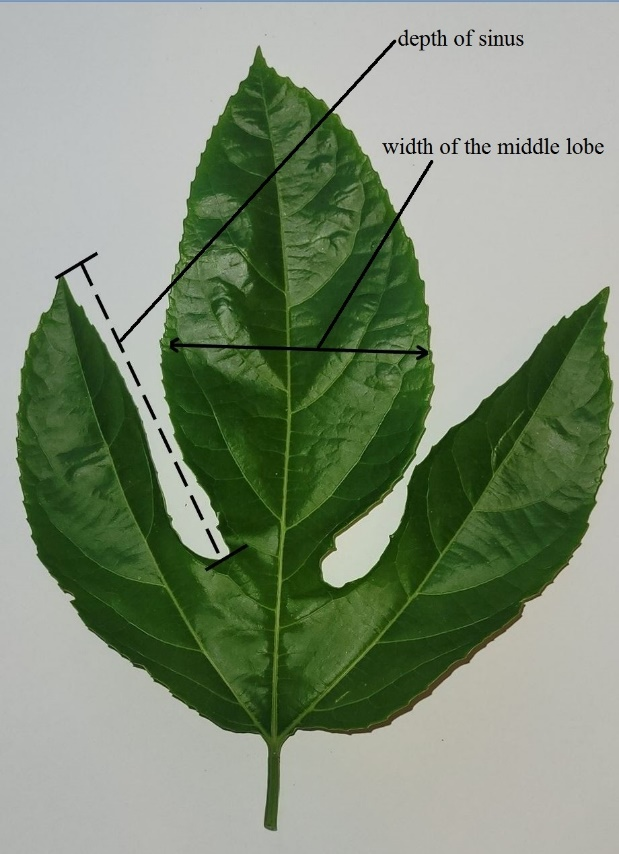 depth of sinus
width of the middle lobe